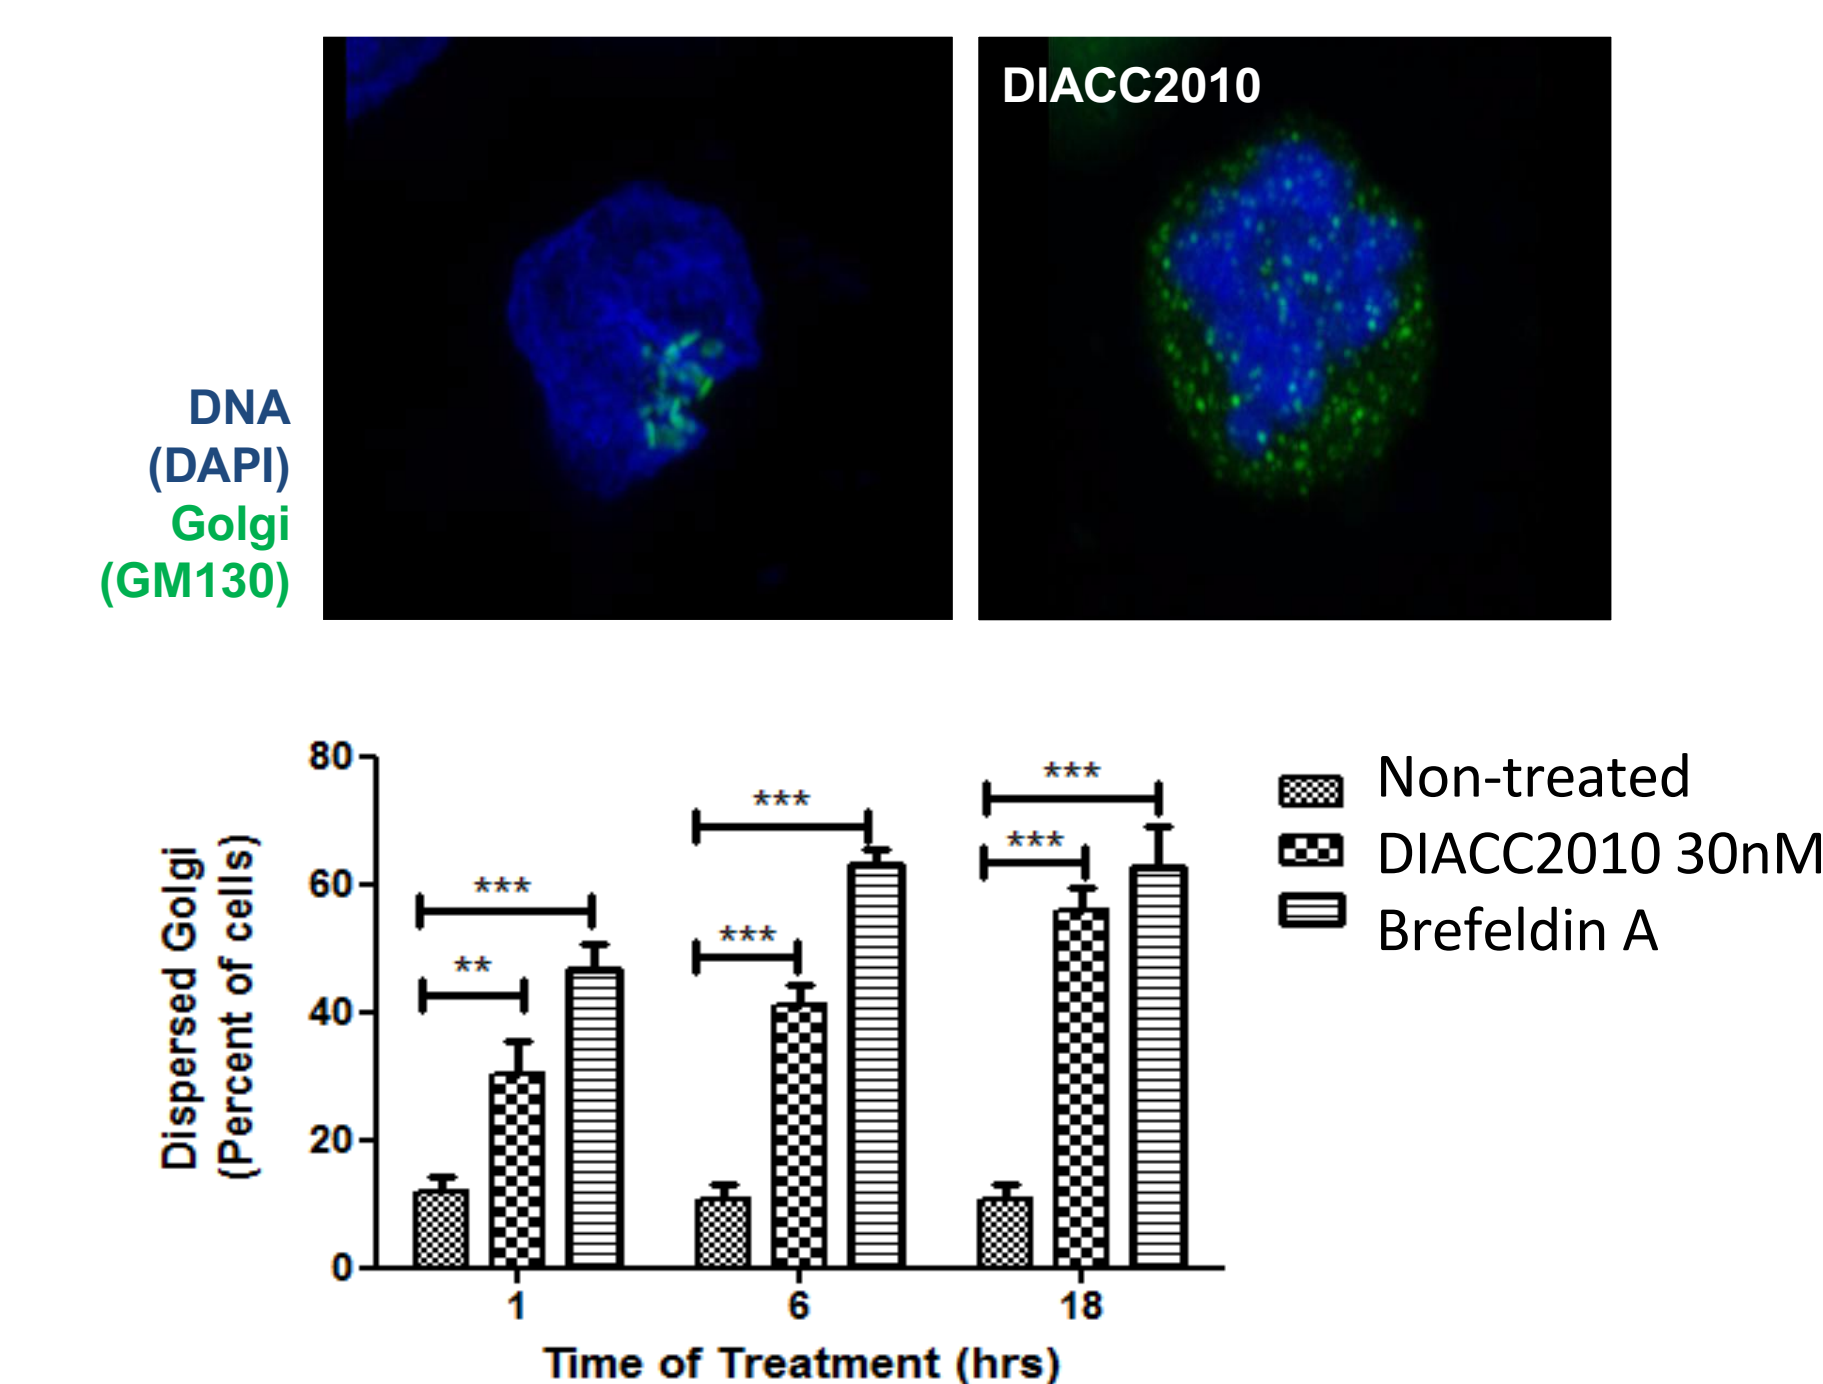 DIACC2010
DNA
(DAPI)
Golgi
(GM130)
80
60
40
20
0
Dispersed Golgi
(Percent of cells)
***
**
***
***
***
***
1
6
18
Time of Treatment (hrs)
Non-treated
DIACC2010 30nM
Brefeldin A